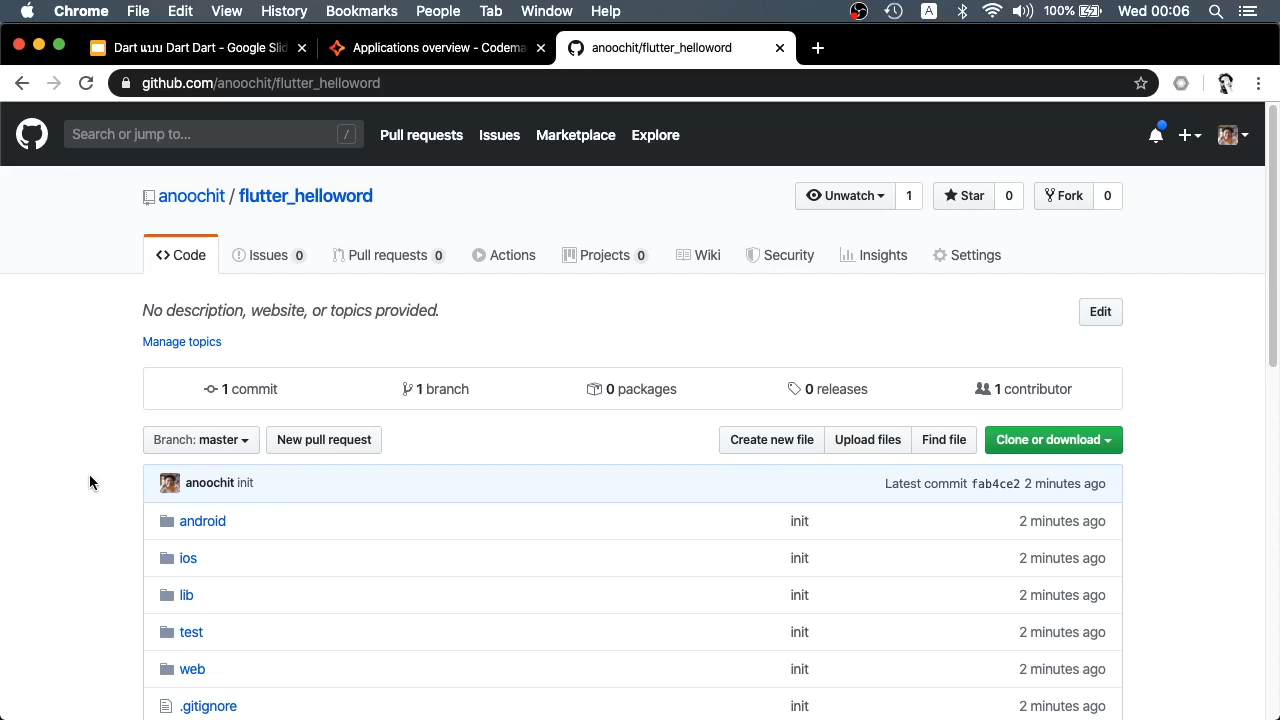 Chrome File Edit View History Bookmarks People Tab Window Help A 100% Wed 00:06
Dart แบบ Dart Dart - Google Slid
Applications overview - Codema
anoochit/flutter_helloword
github.com/anoochit/flutter_helloword
Search or jump to... / Pull requests Issues Marketplace Explore
anoochit / flutter_helloword Unwatch 1 Star 0 Fork 0
Code Issues 0 Pull requests 0 Actions Projects 0 Wiki Security Insights Settings
No description, website, or topics provided. Edit
Manage topics
1 commit 1 branch 0 packages 0 releases 1 contributor
Branch: master New pull request Create new file Upload files Find file Clone or download
anoochit init Latest commit fab4ce2 2 minutes ago
android init 2 minutes ago
ios init 2 minutes ago
lib init 2 minutes ago
test init 2 minutes ago
web init 2 minutes ago
.gitignore init 2 minutes ago